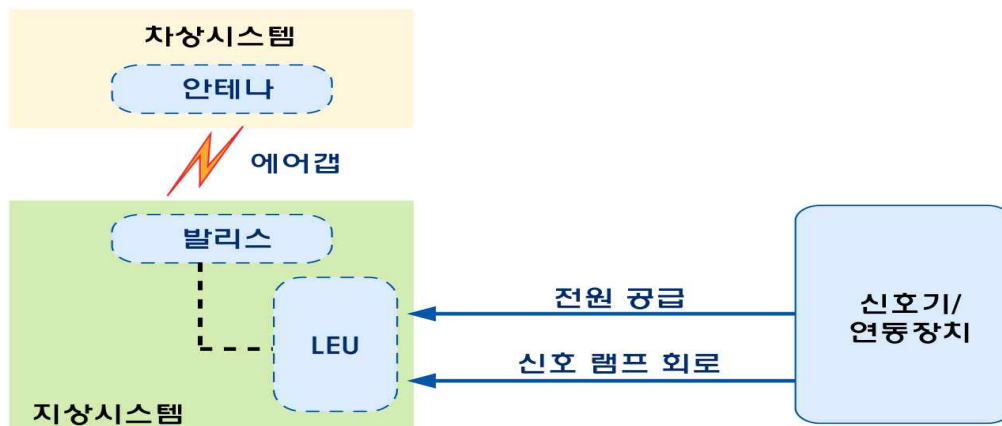 차상시스템
안테나
에어갭
발리스
LEU
지상시스템
전원 공급
신호 램프 회로
신호기/
연동장치